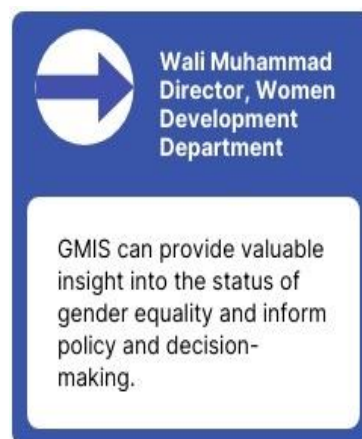 Wali Muhammad
Director, Women
Development
Department
GMIS can provide valuable
insight into the status of
gender equality and inform
policy and decision-
making.